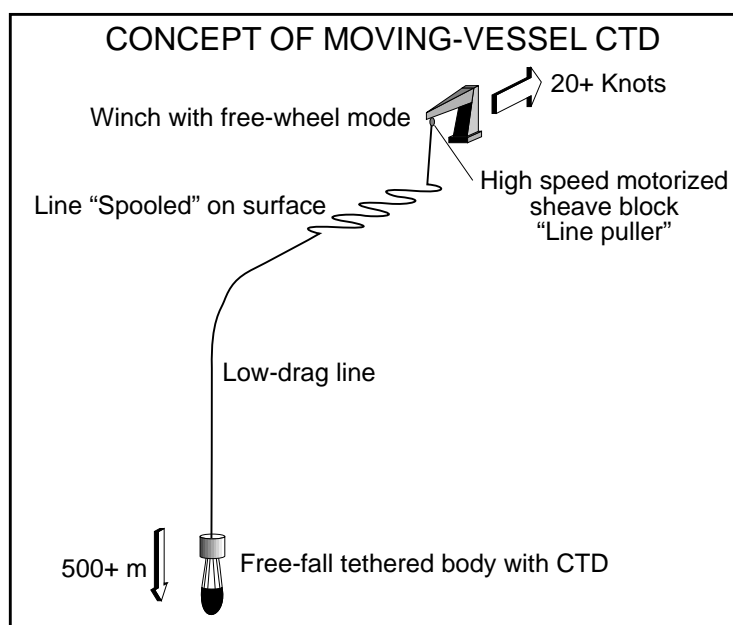 CONCEPT OF MOVING-VESSEL CTD
20+ Knots
Winch with free-wheel mode
High speed motorized
sheave block
“Line puller”
Line “Spooled” on surface
Low-drag line
500+ m
Free-fall tethered body with CTD